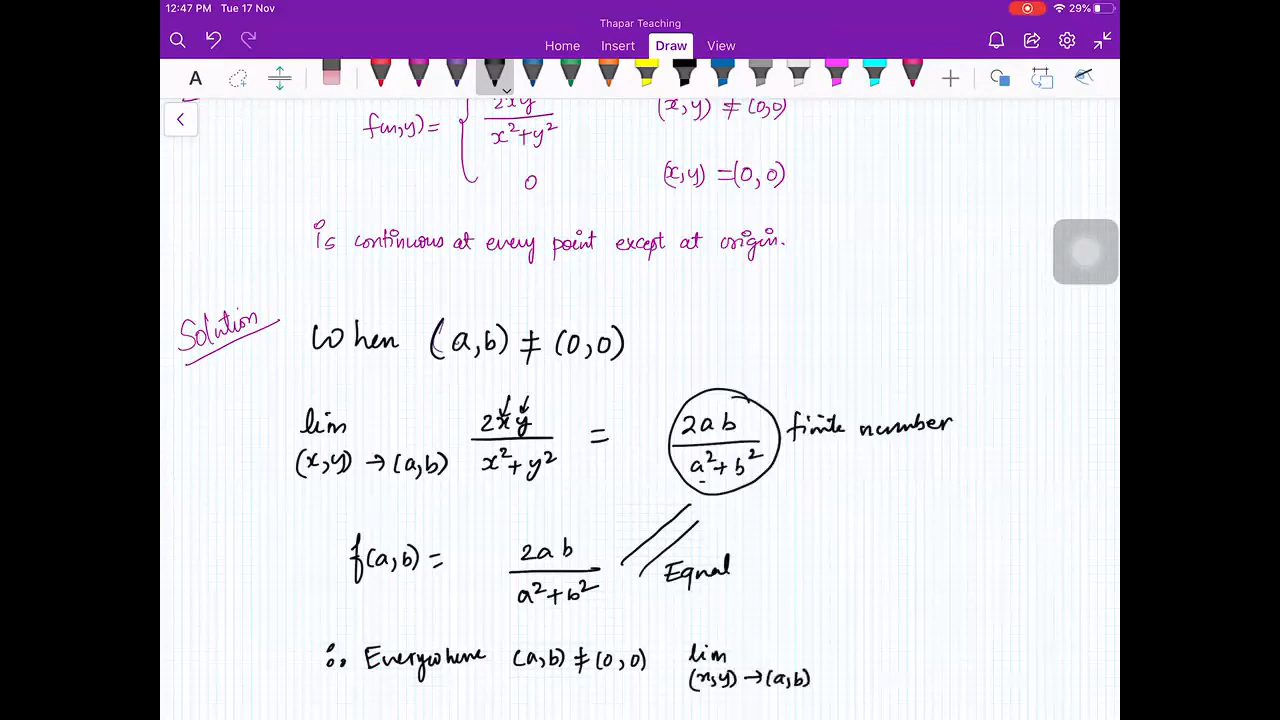 12:47 PM Tue 17 Nov
29%
Thapar Teaching
Home Insert Draw View
A
f(x,y) = { 2xy / x²+y² (x,y) ≠ (0,0)
0 (x,y) = (0,0)
is continuous at every point except at origin.
Solution When (a,b) ≠ (0,0)
lim (x,y) → (a,b) 2xy / x²+y² = 2ab / a²+b² finite number
f(a,b) = 2ab / a²+b² Equal
∴ Everywhere (a,b) ≠ (0,0) lim (x,y) → (a,b)